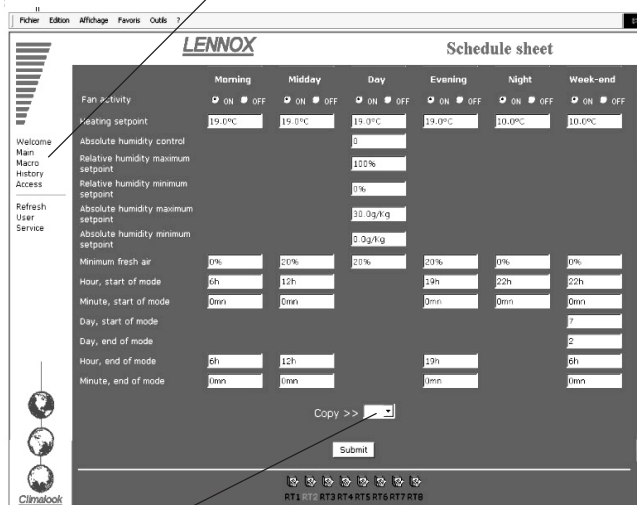 Fichier Edition Affichage Favoris Outils ?
LENNOX Schedule sheet
Morning Midday Day Evening Night Week-end
Fan activity ON OFF ON OFF ON OFF ON OFF ON OFF ON OFF
Heating setpoint 19.0ºC 19.0ºC 19.0ºC 19.0ºC 10.0ºC 10.0ºC
Absolute humidity control 0
Relative humidity maximum setpoint 100%
Relative humidity minimum setpoint 0%
Absolute humidity maximum setpoint 30.0g/Kg
Absolute humidity minimum setpoint 0.0g/Kg
Minimum fresh air 0% 20% 20% 20% 0% 0%
Hour, start of mode 6h 12h 19h 22h 22h
Minute, start of mode 0mn 0mn 0mn 0mn 0mn
Day, start of mode 7
Day, end of mode 2
Hour, end of mode 6h 12h 19h 6h
Minute, end of mode 0mn 0mn 0mn 0mn
Copy >>
Submit
RT1 RT2 RT3 RT4 RT5 RT6 RT7 RT8
Welcome
Main
Macro
History
Access
Refresh
User
Service
Climalook